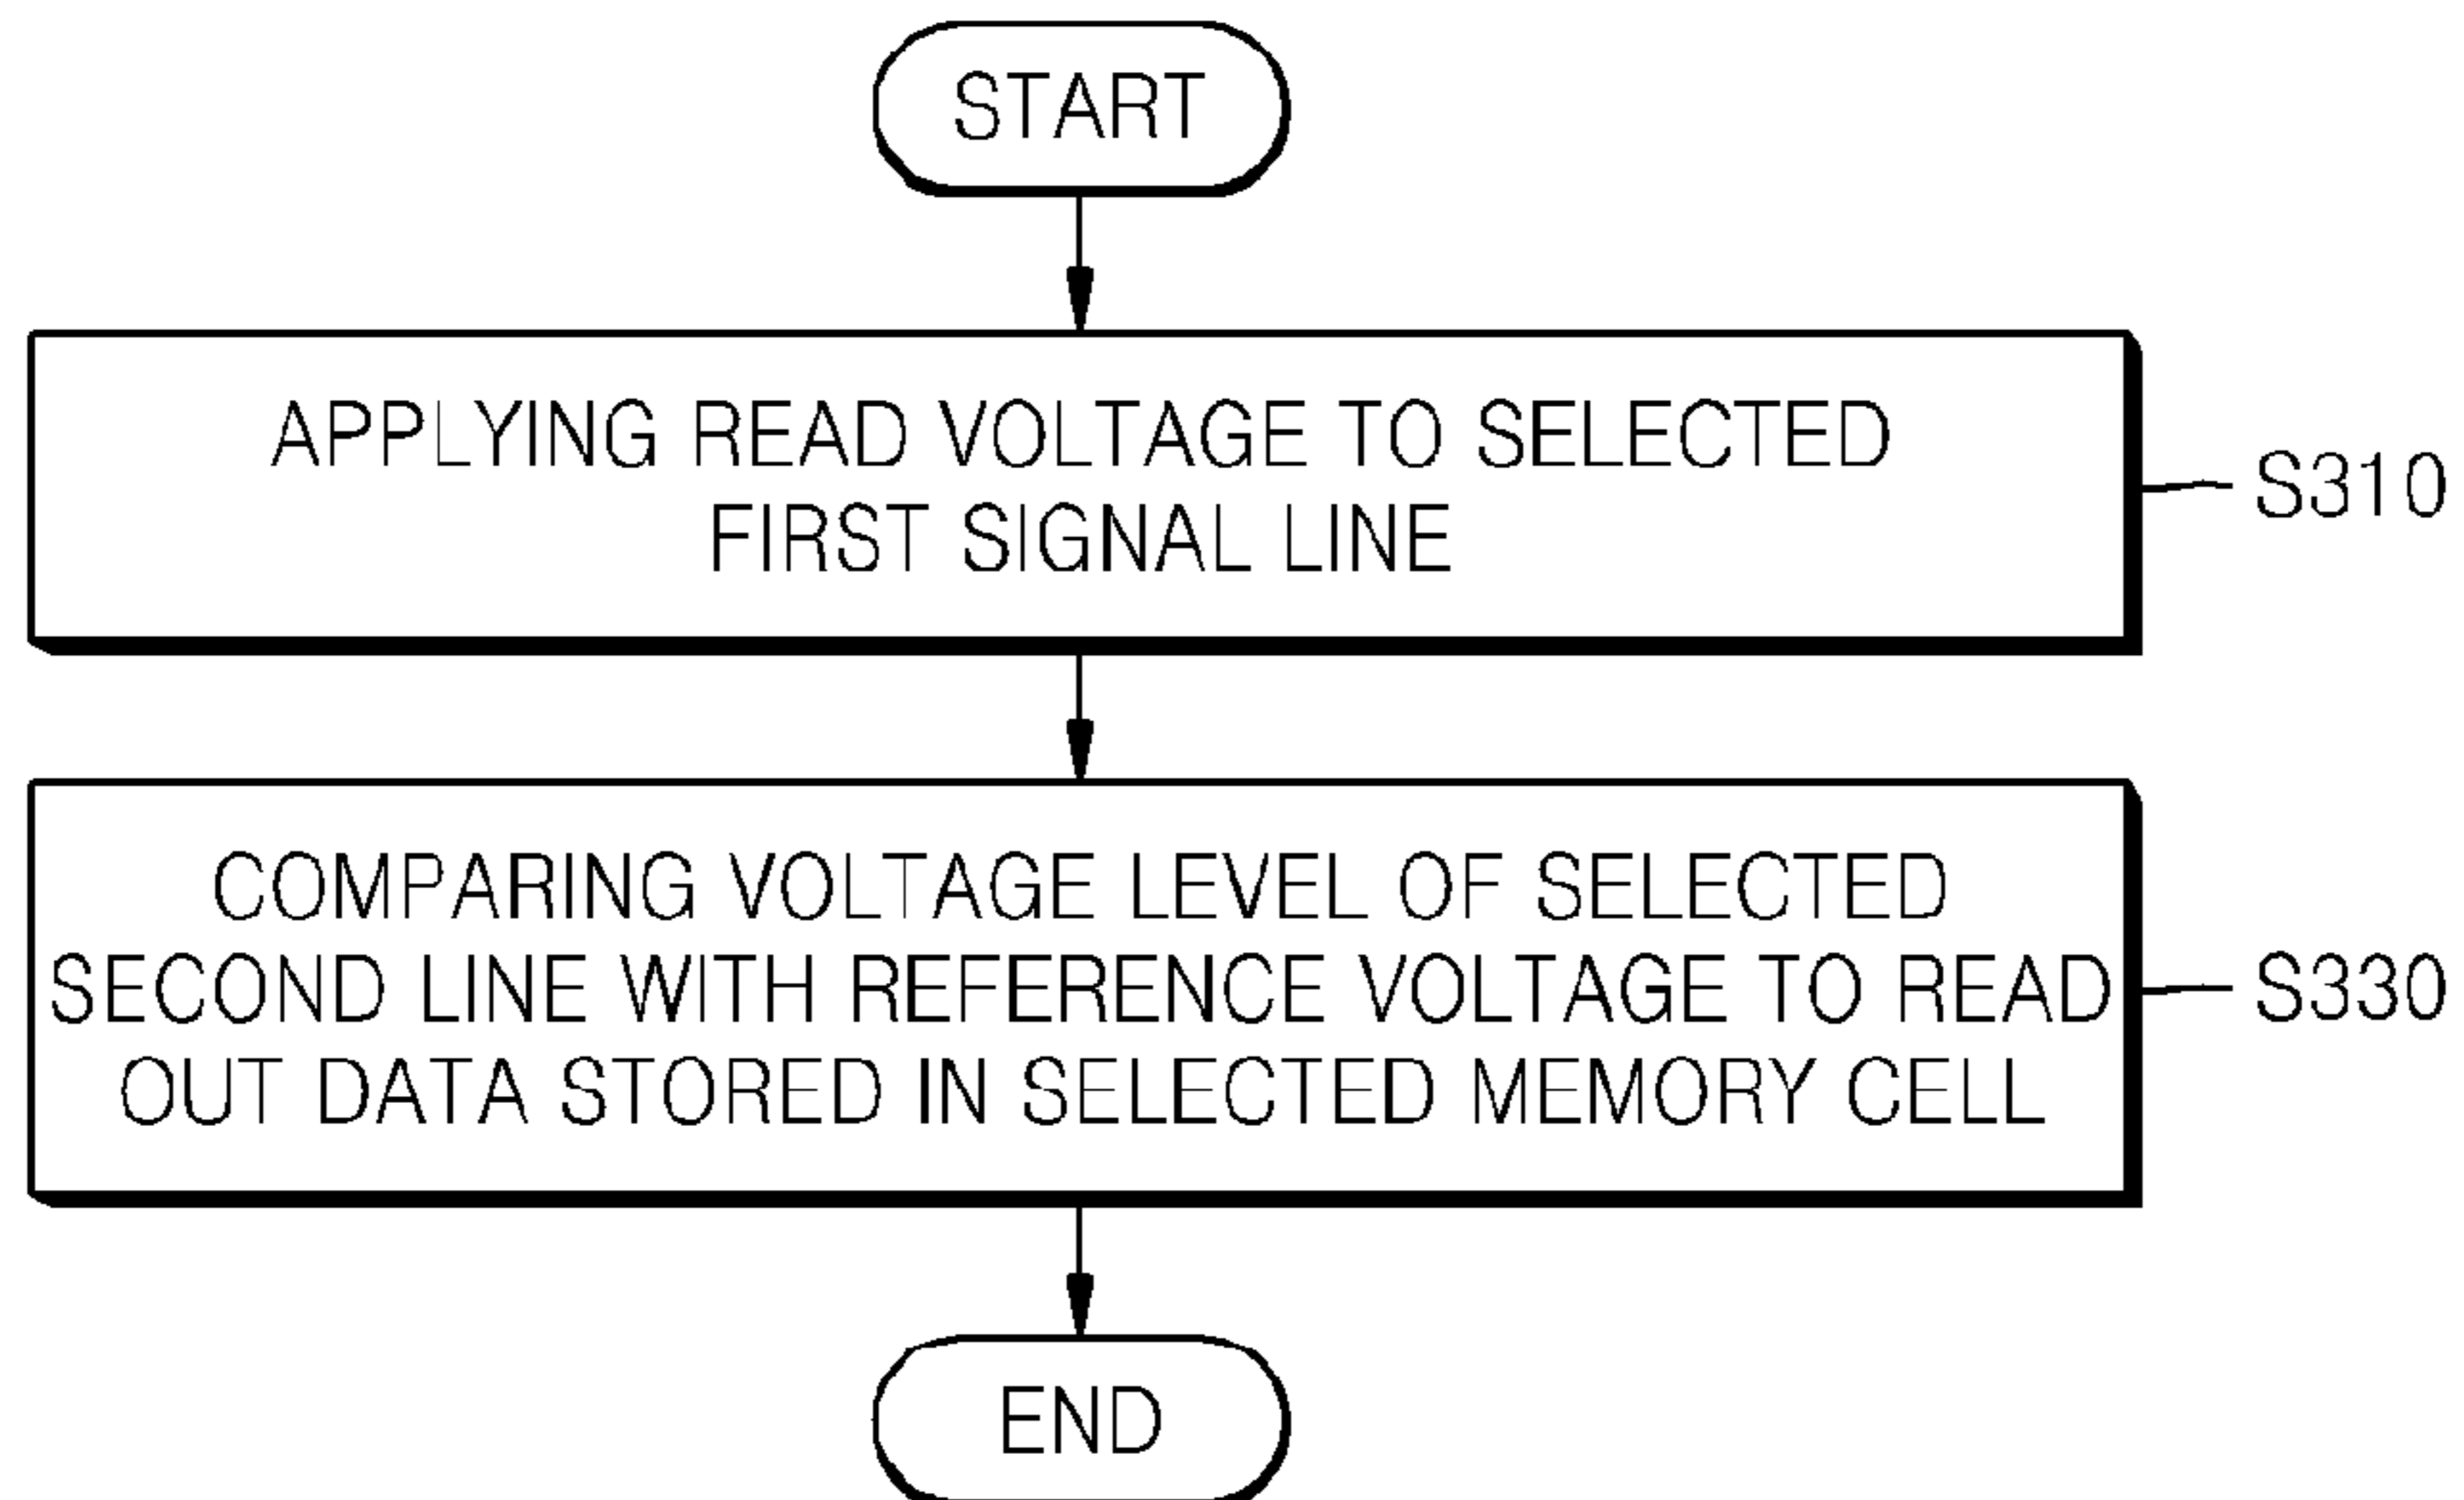 START
APPLYING READ VOLTAGE TO SELECTED
FIRST SIGNAL LINE
S310
COMPARING VOLTAGE LEVEL OF SELECTED
SECOND LINE WITH REFERENCE VOLTAGE TO READ
OUT DATA STORED IN SELECTED MEMORY CELL
S330
END